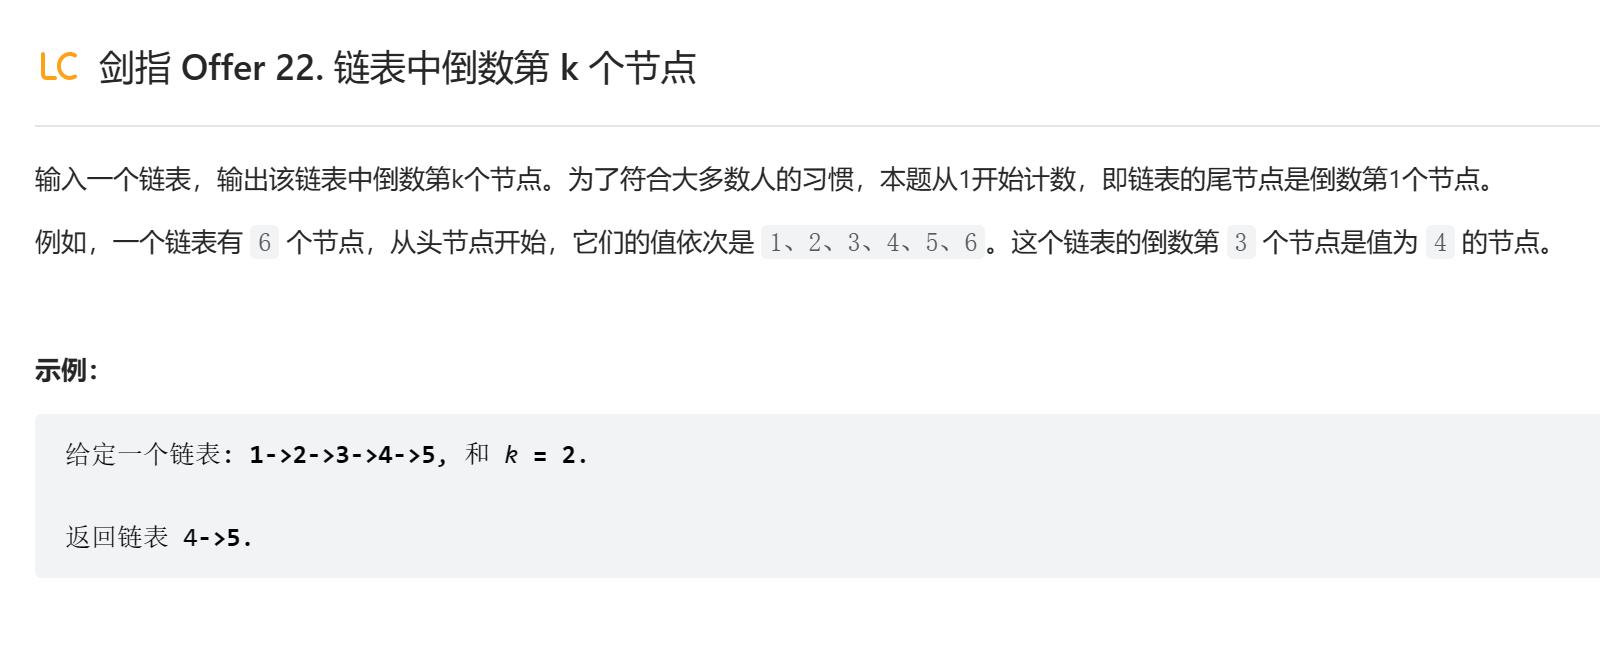 LC 剑指 Offer 22. 链表中倒数第 k 个节点
输入一个链表，输出该链表中倒数第k个节点。为了符合大多数人的习惯，本题从1开始计数，即链表的尾节点是倒数第1个节点。
例如，一个链表有 6 个节点，从头节点开始，它们的值依次是 1、2、3、4、5、6。这个链表的倒数第 3 个节点是值为 4 的节点。
示例：
给定一个链表: 1->2->3->4->5, 和 k = 2.
返回链表 4->5.